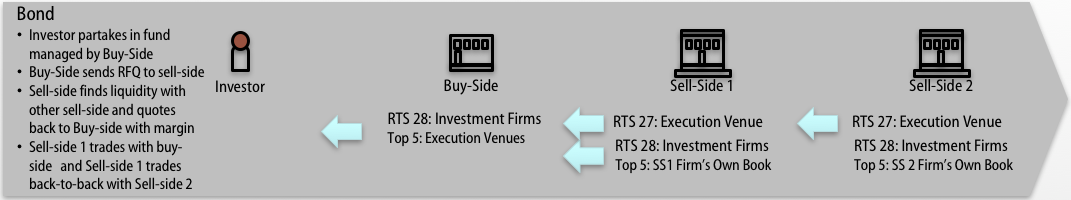 Bond
• Investor partakes in fund
managed by Buy-Side
• Buy-Side sends RFQ to sell-side
• Sell-side finds liquidity with
other sell-side and quotes
back to Buy-side with margin
• Sell-side 1 trades with buy-
side and Sell-side 1 trades
back-to-back with Sell-side 2
Investor
Buy-Side
RTS 28: Investment Firms
Top 5: Execution Venues
Sell-Side 1
RTS 27: Execution Venue
RTS 28: Investment Firms
Top 5: SS1 Firm's Own Book
Sell-Side 2
RTS 27: Execution Venue
RTS 28: Investment Firms
Top 5: SS 2 Firm's Own Book